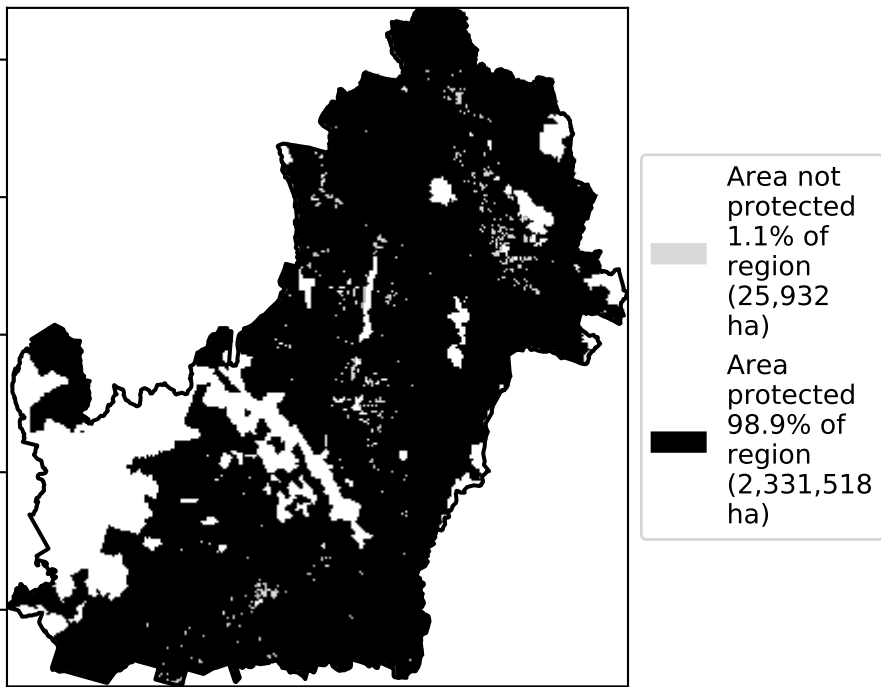 Area not
protected
1.1% of
region
(25,932
ha)
Area
protected
98.9% of
region
(2,331,518
ha)